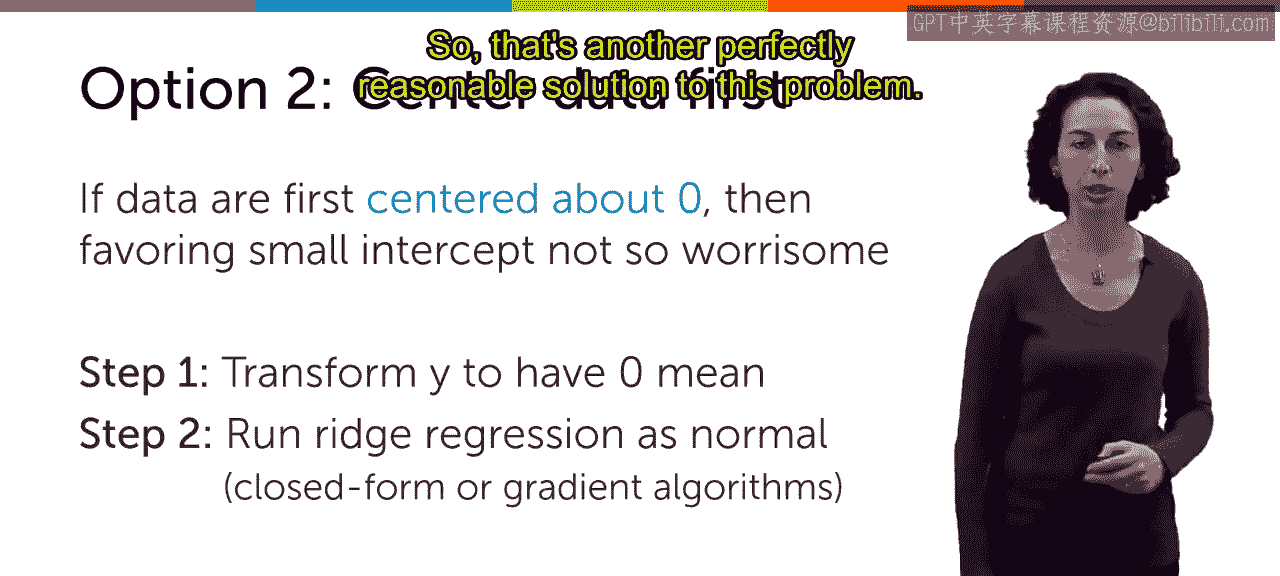 GPT中英字幕课程资源@bilibili.com
So, that's another perfectly
reasonable solution to this problem.
Option 2: Center data first
If data are first centered about 0, then
favoring small intercept not so worrisome
Step 1: Transform y to have 0 mean
Step 2: Run ridge regression as normal
(closed-form or gradient algorithms)